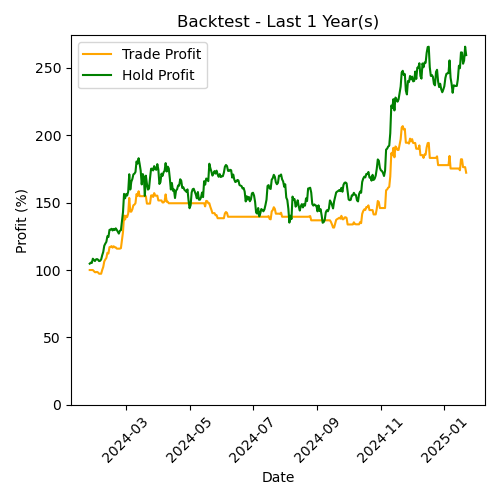 Backtest - Last 1 Year(s)
Trade Profit
Hold Profit
Profit (%)
250
200
150
100
50
0
2024-03
2024-05
2024-07
2024-09
2024-11
2025-01
Date